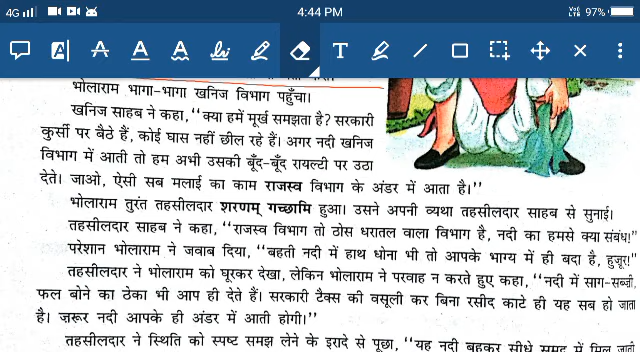 4G
4:44 PM
VoLTE 97%
A A A A T
भोलाराम भागा-भागा खनिज विभाग पहुँचा।
खनिज साहब ने कहा, ‘‘क्या हमें मूर्ख समझता है? सरकारी
कुर्सी पर बैठे हैं, कोई घास नहीं छील रहे हैं। अगर नदी खनिज
विभाग में आती तो हम अभी उसकी बूँद-बूँद रायल्टी पर उठा
देते। जाओ, ऐसी सब मलाई का काम राजस्व विभाग के अंडर में आता है।’’
भोलाराम तुरंत तहसीलदार शरणम् गच्छामि हुआ। उसने अपनी व्यथा तहसीलदार साहब से सुनाई।
तहसीलदार साहब ने कहा, ‘‘राजस्व विभाग तो ठोस धरातल वाला विभाग है, नदी का हमसे क्या संबंध!’’
परेशान भोलाराम ने जवाब दिया, ‘‘बहती नदी में हाथ धोना भी तो आपके भाग्य में ही बदा है, हुजूर!’’
तहसीलदार ने भोलाराम को घूरकर देखा, लेकिन भोलाराम ने परवाह न करते हुए कहा, ‘‘नदी में साग-सब्ज़ी,
फल बोने का ठेका भी आप ही देते हैं। सरकारी टैक्स की वसूली कर बिना रसीद काटे ही यह सब हो जाता
है। ज़रूर नदी आपके ही अंडर में आती होगी।’’
तहसीलदार ने स्थिति को स्पष्ट समझ लेने के इरादे से पूछा, ‘‘यह नदी बहकर सीधे समुद्र में मिल जाती